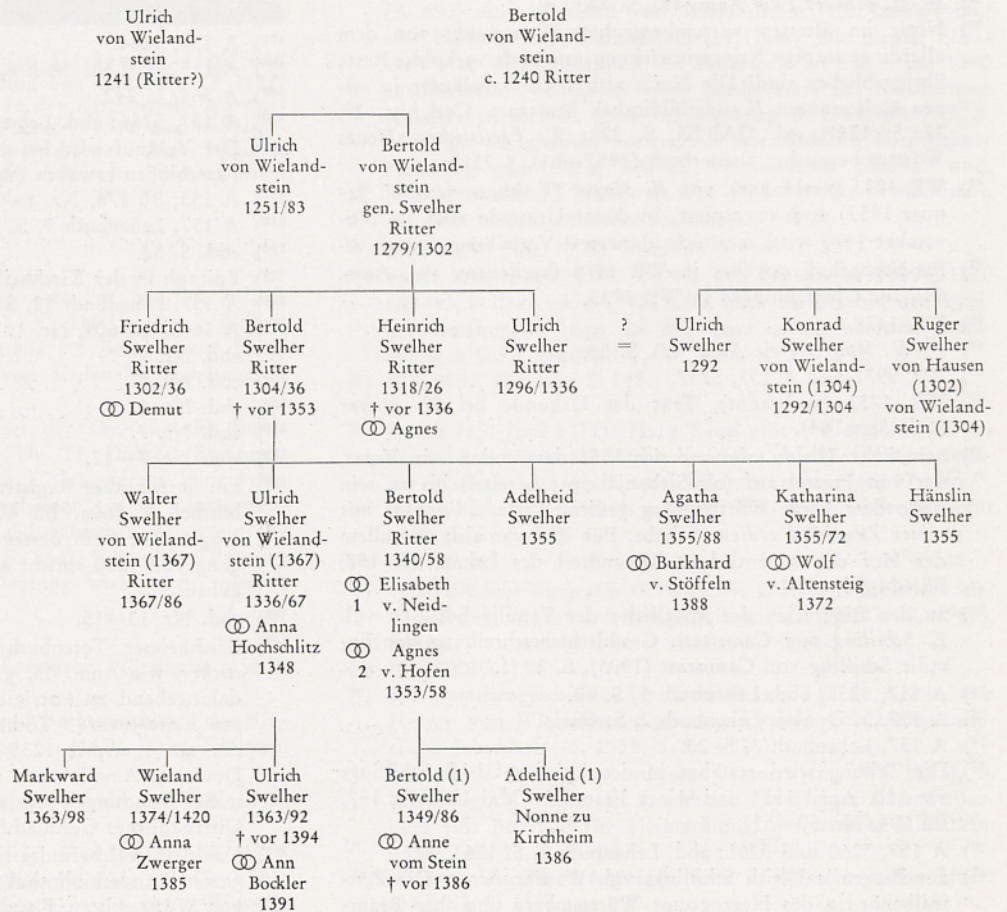 Ulrich
von Wieland-
stein
1241 (Ritter?)
Bertold
von Wieland-
stein
c. 1240 Ritter
Ulrich
von Wieland-
stein
1251/83
Bertold
von Wieland-
stein
gen. Swelher
Ritter
1279/1302
Friedrich
Swelher
Ritter
1302/36
⚭ Demut
Bertold
Swelher
Ritter
1304/36
† vor 1353
Heinrich
Swelher
Ritter
1318/26
† vor 1336
⚭ Agnes
Ulrich
Swelher
Ritter
1296/1336
?
=
Ulrich
Swelher
1292
Konrad
Swelher
von Wieland-
stein (1304)
1292/1304
Ruger
Swelher
von Hausen
(1302)
von Wieland-
stein (1304)
Walter
Swelher
von Wieland-
stein (1367)
Ritter
1367/86
Ulrich
Swelher
von Wieland-
stein (1367)
Ritter
1336/67
⚭ Anna
Hochschlitz
1348
Bertold
Swelher
Ritter
1340/58
⚭ Elisabeth
1 v. Neid-
lingen
⚭ Agnes
2 v. Hofen
1353/58
Adelheid
1355
Agatha
Swelher
1355/88
⚭ Burkhard
v. Stöffeln
1388
Katharina
Swelher
1355/72
⚭ Wolf
v. Altensteig
1372
Hänslin
Swelher
1355
Markward
Swelher
1363/98
Wieland
Swelher
1374/1420
⚭ Anna
Zwerger
1385
Ulrich
Swelher
1363/92
† vor 1394
⚭ Ann
Bockler
1391
Bertold (1)
Swelher
1349/86
⚭ Anne
vom Stein
† vor 1386
Adelheid (1)
Swelher
Nonne zu
Kirchheim
1386